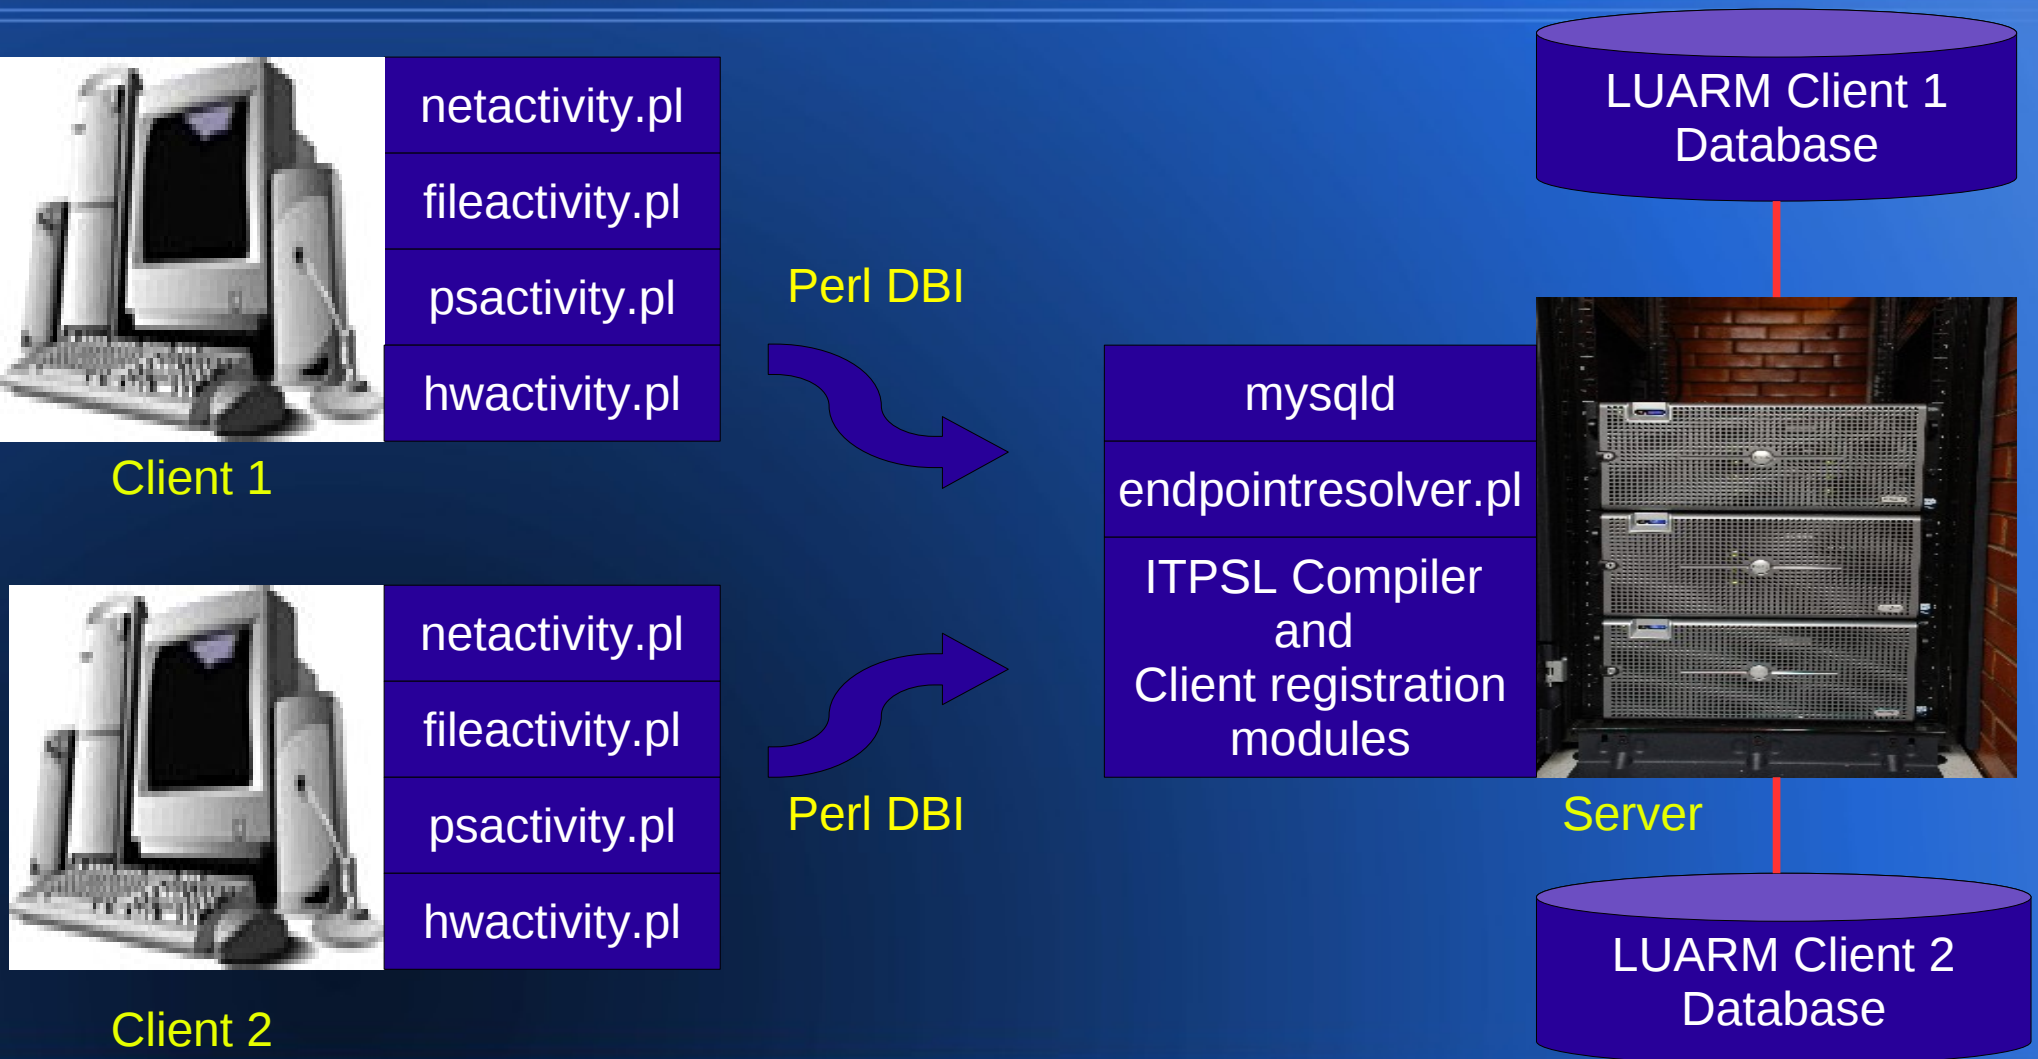 netactivity.pl
fileactivity.pl
psactivity.pl
hwactivity.pl
Client 1
Perl DBI
netactivity.pl
fileactivity.pl
psactivity.pl
hwactivity.pl
Client 2
Perl DBI
mysqld
endpointresolver.pl
ITPSL Compiler
and
Client registration
modules
LUARM Client 1
Database
Server
LUARM Client 2
Database